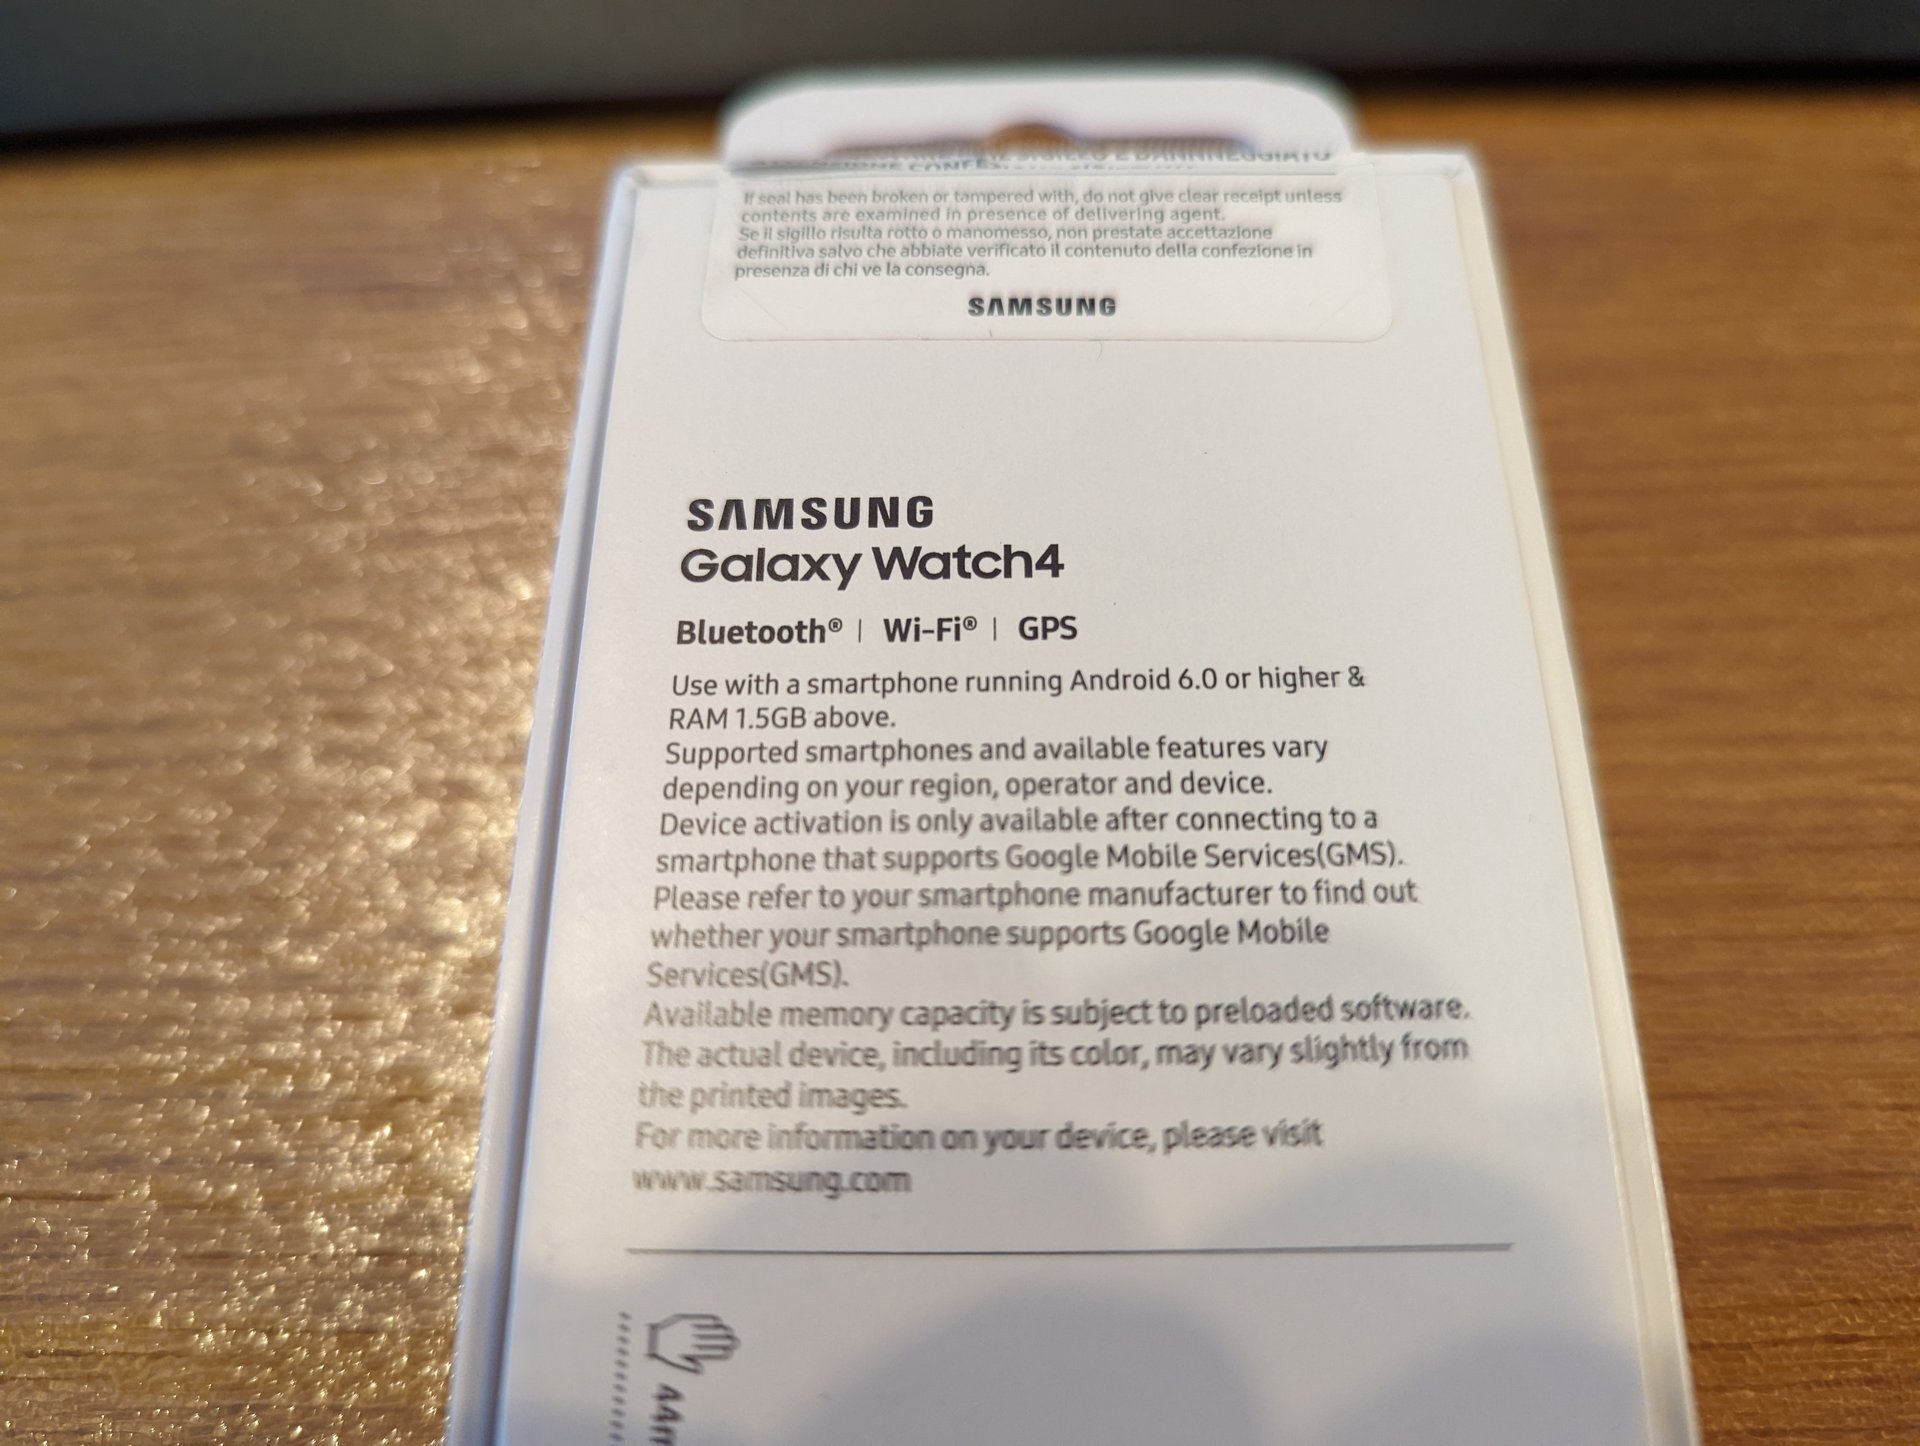 SIGILLO È DANNNEGGIATO
If seal has been broken or tampered with, do not give clear receipt unless
contents are examined in presence of delivering agent.
Se il sigillo risulta rotto o manomesso, non prestate accettazione
definitiva salvo che abbiate verificato il contenuto della confezione in
presenza di chi ve la consegna.
SAMSUNG
SAMSUNG
Galaxy Watch4
Bluetooth® | Wi-Fi® | GPS
Use with a smartphone running Android 6.0 or higher &
RAM 1.5GB above.
Supported smartphones and available features vary
depending on your region, operator and device.
Device activation is only available after connecting to a
smartphone that supports Google Mobile Services(GMS).
Please refer to your smartphone manufacturer to find out
whether your smartphone supports Google Mobile
Services(GMS).
Available memory capacity is subject to preloaded software.
The actual device, including its color, may vary slightly from
the printed images.
For more information on your device, please visit
www.samsung.com
44m